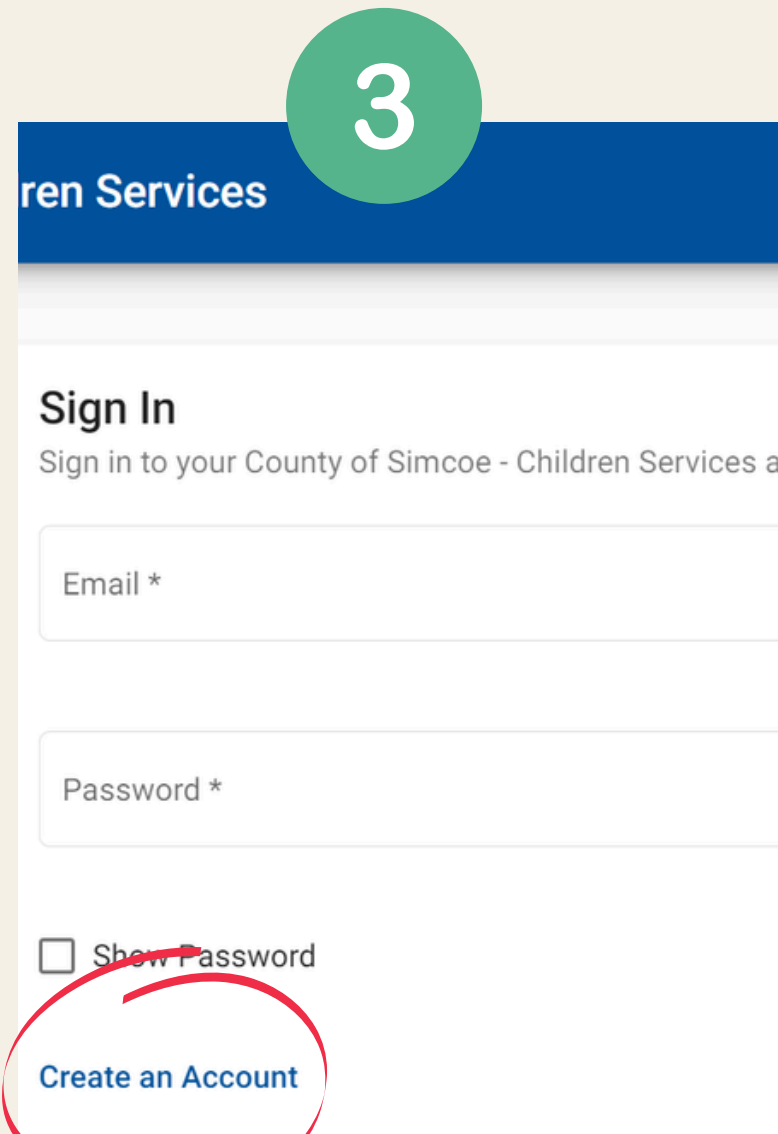 3
ren Services
Sign In
Sign in to your County of Simcoe - Children Services a
Email *
Password *
Show Password
Create an Account